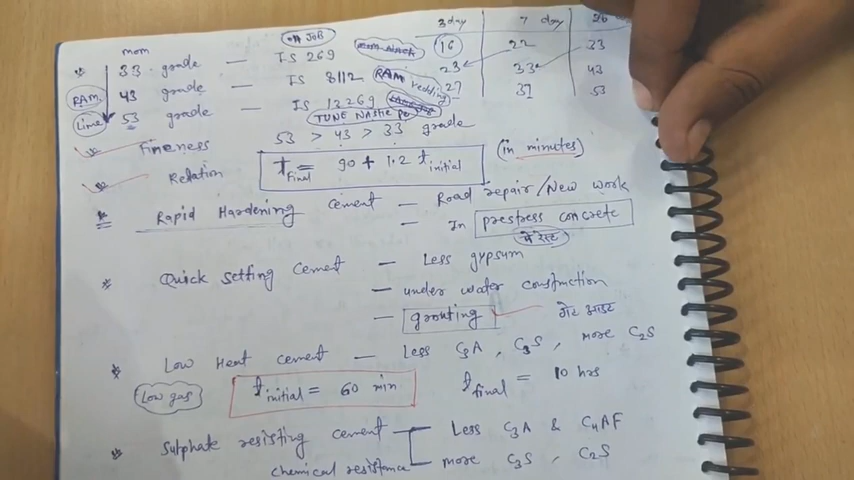 3 day 7 day 28
mom ON JOB
33 grade — IS 269 16 22 33
RAM 43 grade — IS 8112 RAM wedding 23 33 43
Lime 53 grade — IS 12269 27 37 53
TUNE NASHE PE
Fineness 53 > 43 > 33 grade
Relation t Final = 90 + 1.2 t initial (in minutes)
Rapid Hardening cement — Road repair/New work
— In prestress concrete
Quick setting cement — Less gypsum
— under water construction
— grouting गेट आउट
Low Heat cement — Less C3A, C3S, more C2S
Low gas t initial = 60 min t final = 10 hrs
Sulphate resisting cement — Less C3A & C4AF
chemical resistance — more C3S, C2S